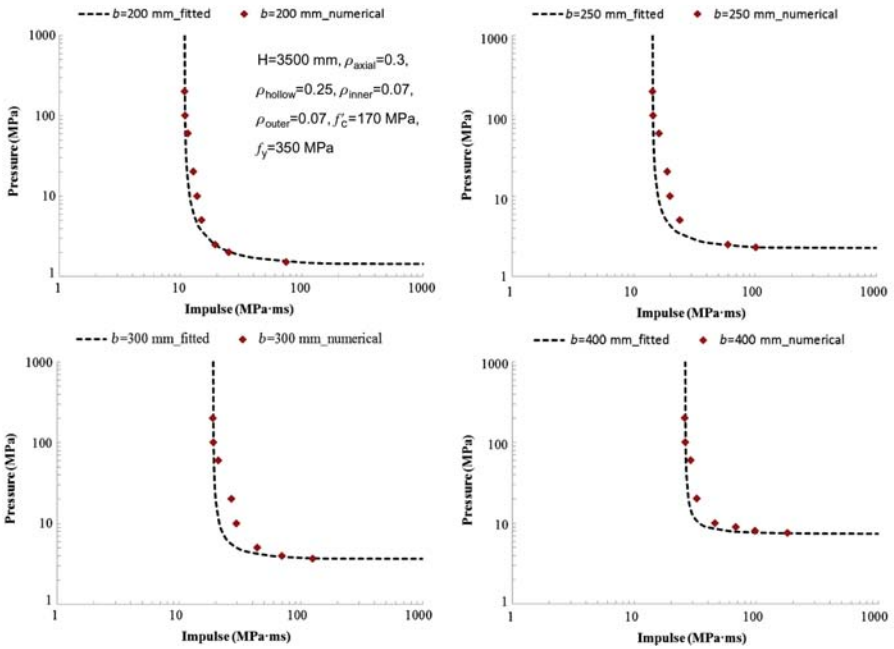 b=200 mm_fitted b=200 mm_numerical
1000
100
10
1
Pressure (MPa)
H=3500 mm, ρaxial=0.3,
ρhollow=0.25, ρinner=0.07,
ρouter=0.07, f′C=170 MPa,
fy=350 MPa
1 10 100 1000
Impulse (MPa·ms)
b=250 mm_fitted b=250 mm_numerical
1000
100
10
1
Pressure (MPa)
1 10 100 1000
Impulse (MPa·ms)
b=300 mm_fitted b=300 mm_numerical
1000
100
10
1
Pressure (MPa)
1 10 100 1000
Impulse (MPa·ms)
b=400 mm_fitted b=400 mm_numerical
1000
100
10
1
Pressure (MPa)
1 10 100 1000
Impulse (MPa·ms)